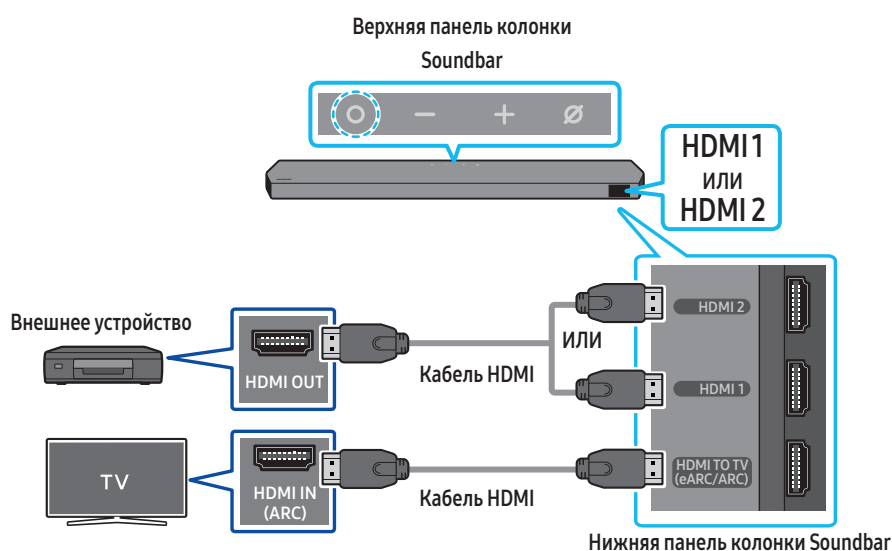 Верхняя панель колонки
Soundbar
HDMI 1
ИЛИ
HDMI 2
Внешнее устройство
HDMI OUT
Кабель HDMI
ИЛИ
HDMI 2
HDMI 1
TV
HDMI IN
(ARC)
Кабель HDMI
HDMI TO TV
(eARC/ARC)
Нижняя панель колонки Soundbar